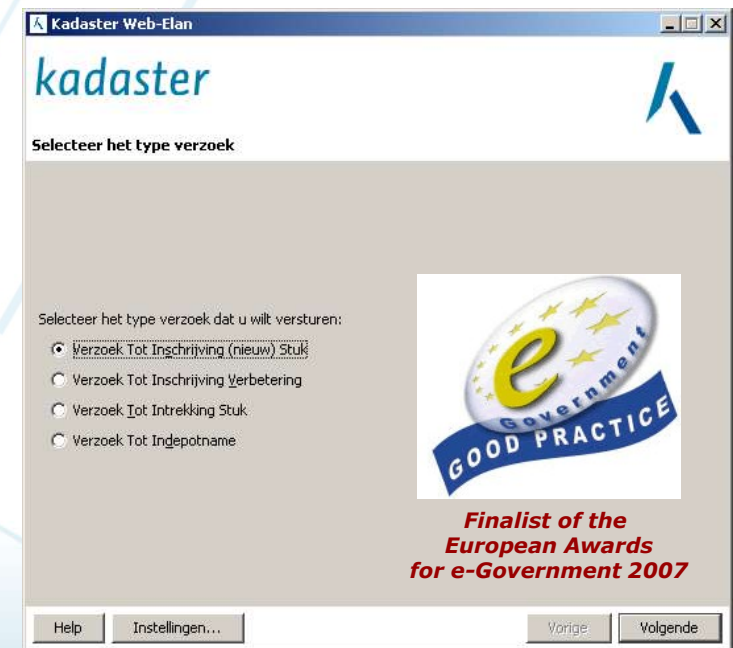 Kadaster Web-Elan
kadaster
Selecteer het type verzoek
Selecteer het type verzoek dat u wilt versturen:
Verzoek Tot Inschrijving (nieuw) Stuk
Verzoek Tot Inschrijving Verbetering
Verzoek Tot Intrekking Stuk
Verzoek Tot Indepotname
e
Government
GOOD PRACTICE
Finalist of the
European Awards
for e-Government 2007
Help
Instellingen...
Vorige
Volgende